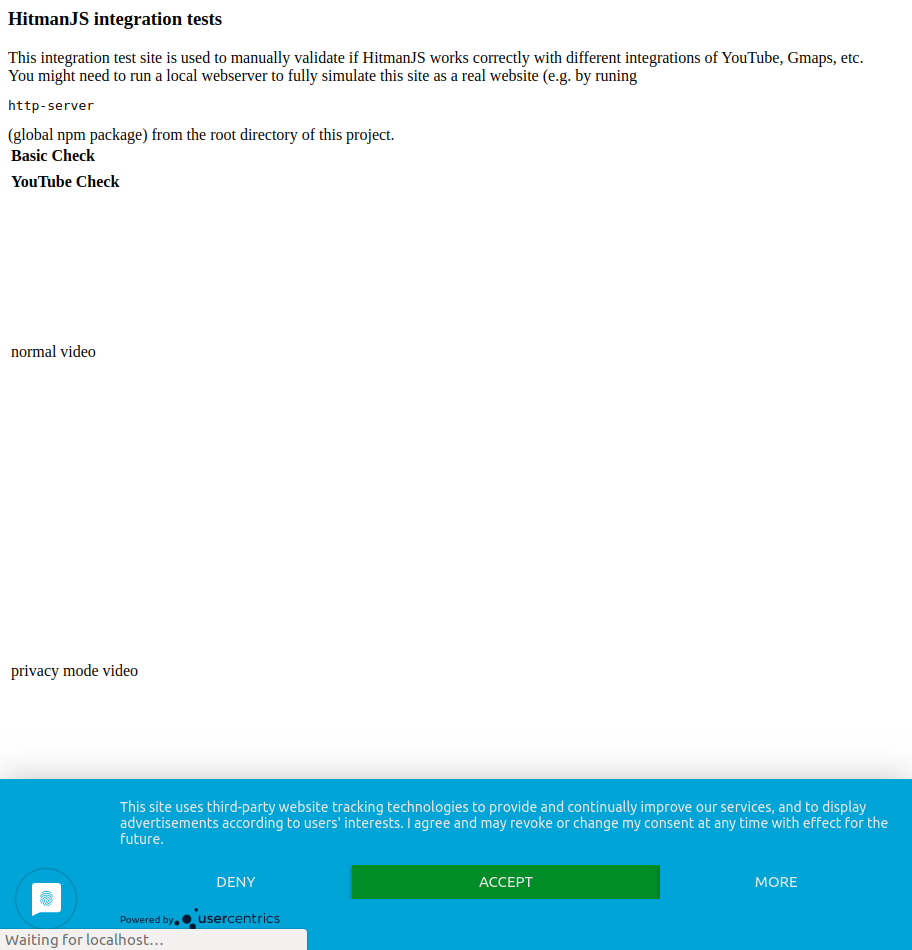 HitmanJS integration tests
This integration test site is used to manually validate if HitmanJS works correctly with different integrations of YouTube, Gmaps, etc.
You might need to run a local webserver to fully simulate this site as a real website (e.g. by runing
http-server
(global npm package) from the root directory of this project.
Basic Check
YouTube Check
normal video
privacy mode video
This site uses third-party website tracking technologies to provide and continually improve our services, and to display
advertisements according to users' interests. I agree and may revoke or change my consent at any time with effect for the
future.
DENY
ACCEPT
MORE
Powered by usercentrics
Waiting for localhost…